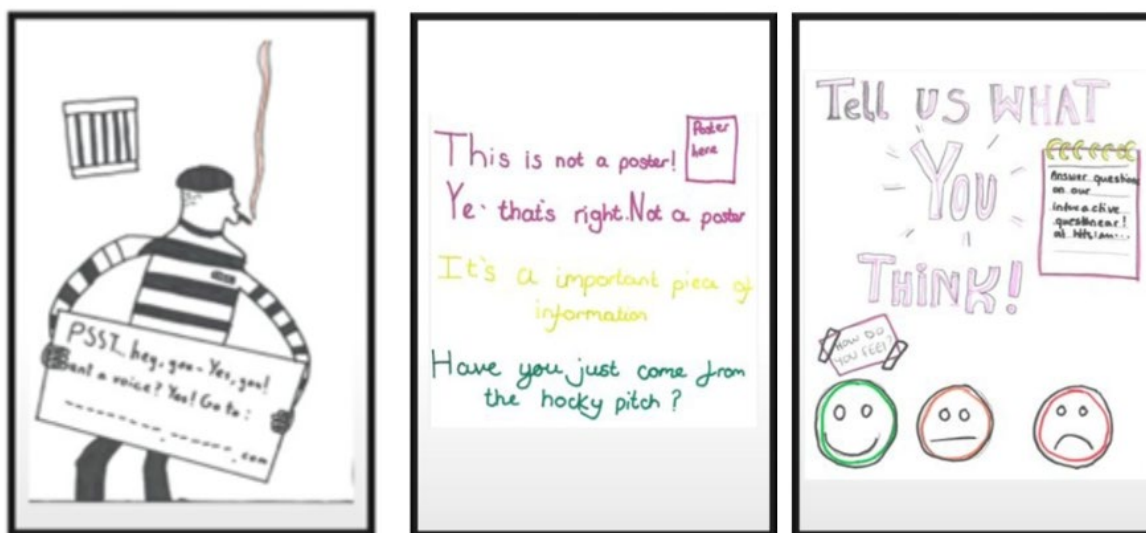 PSST, hey, you - Yes, you!
want a voice? Yes! Go to:
.com
This is not a poster!
Poster
here
Ye. that's right. Not a poster
It's a important piece of
information
Have you just come from
the hocky pitch?
Tell us WHAT
You
THINK!
Answer question
on our
interactive
at
HOW DO
YOU FEEL?